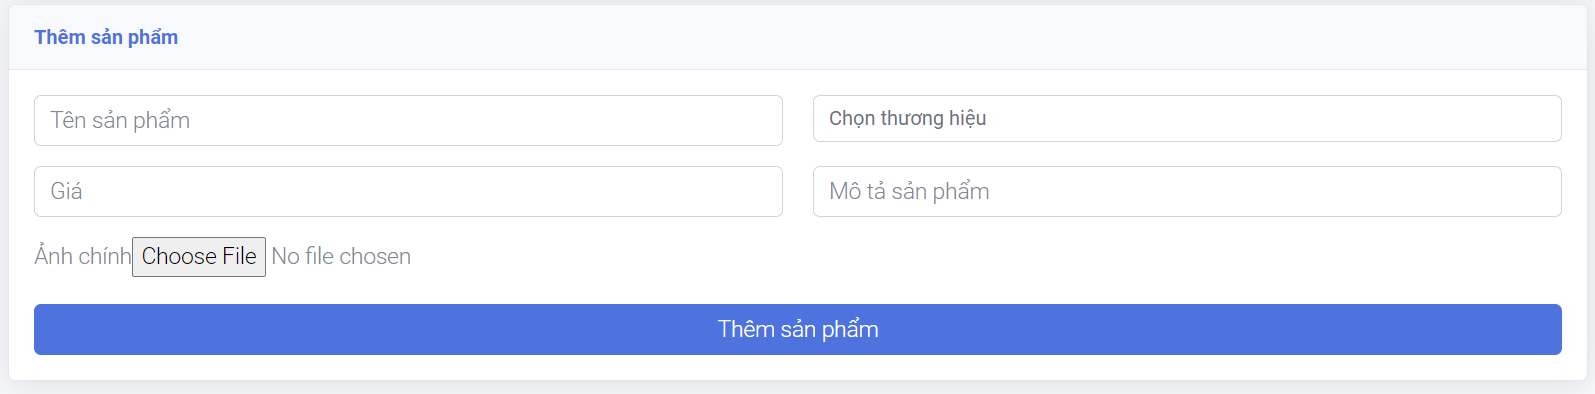 Thêm sản phẩm
Tên sản phẩm
Chọn thương hiệu
Giá
Mô tả sản phẩm
Ảnh chính Choose File No file chosen
Thêm sản phẩm